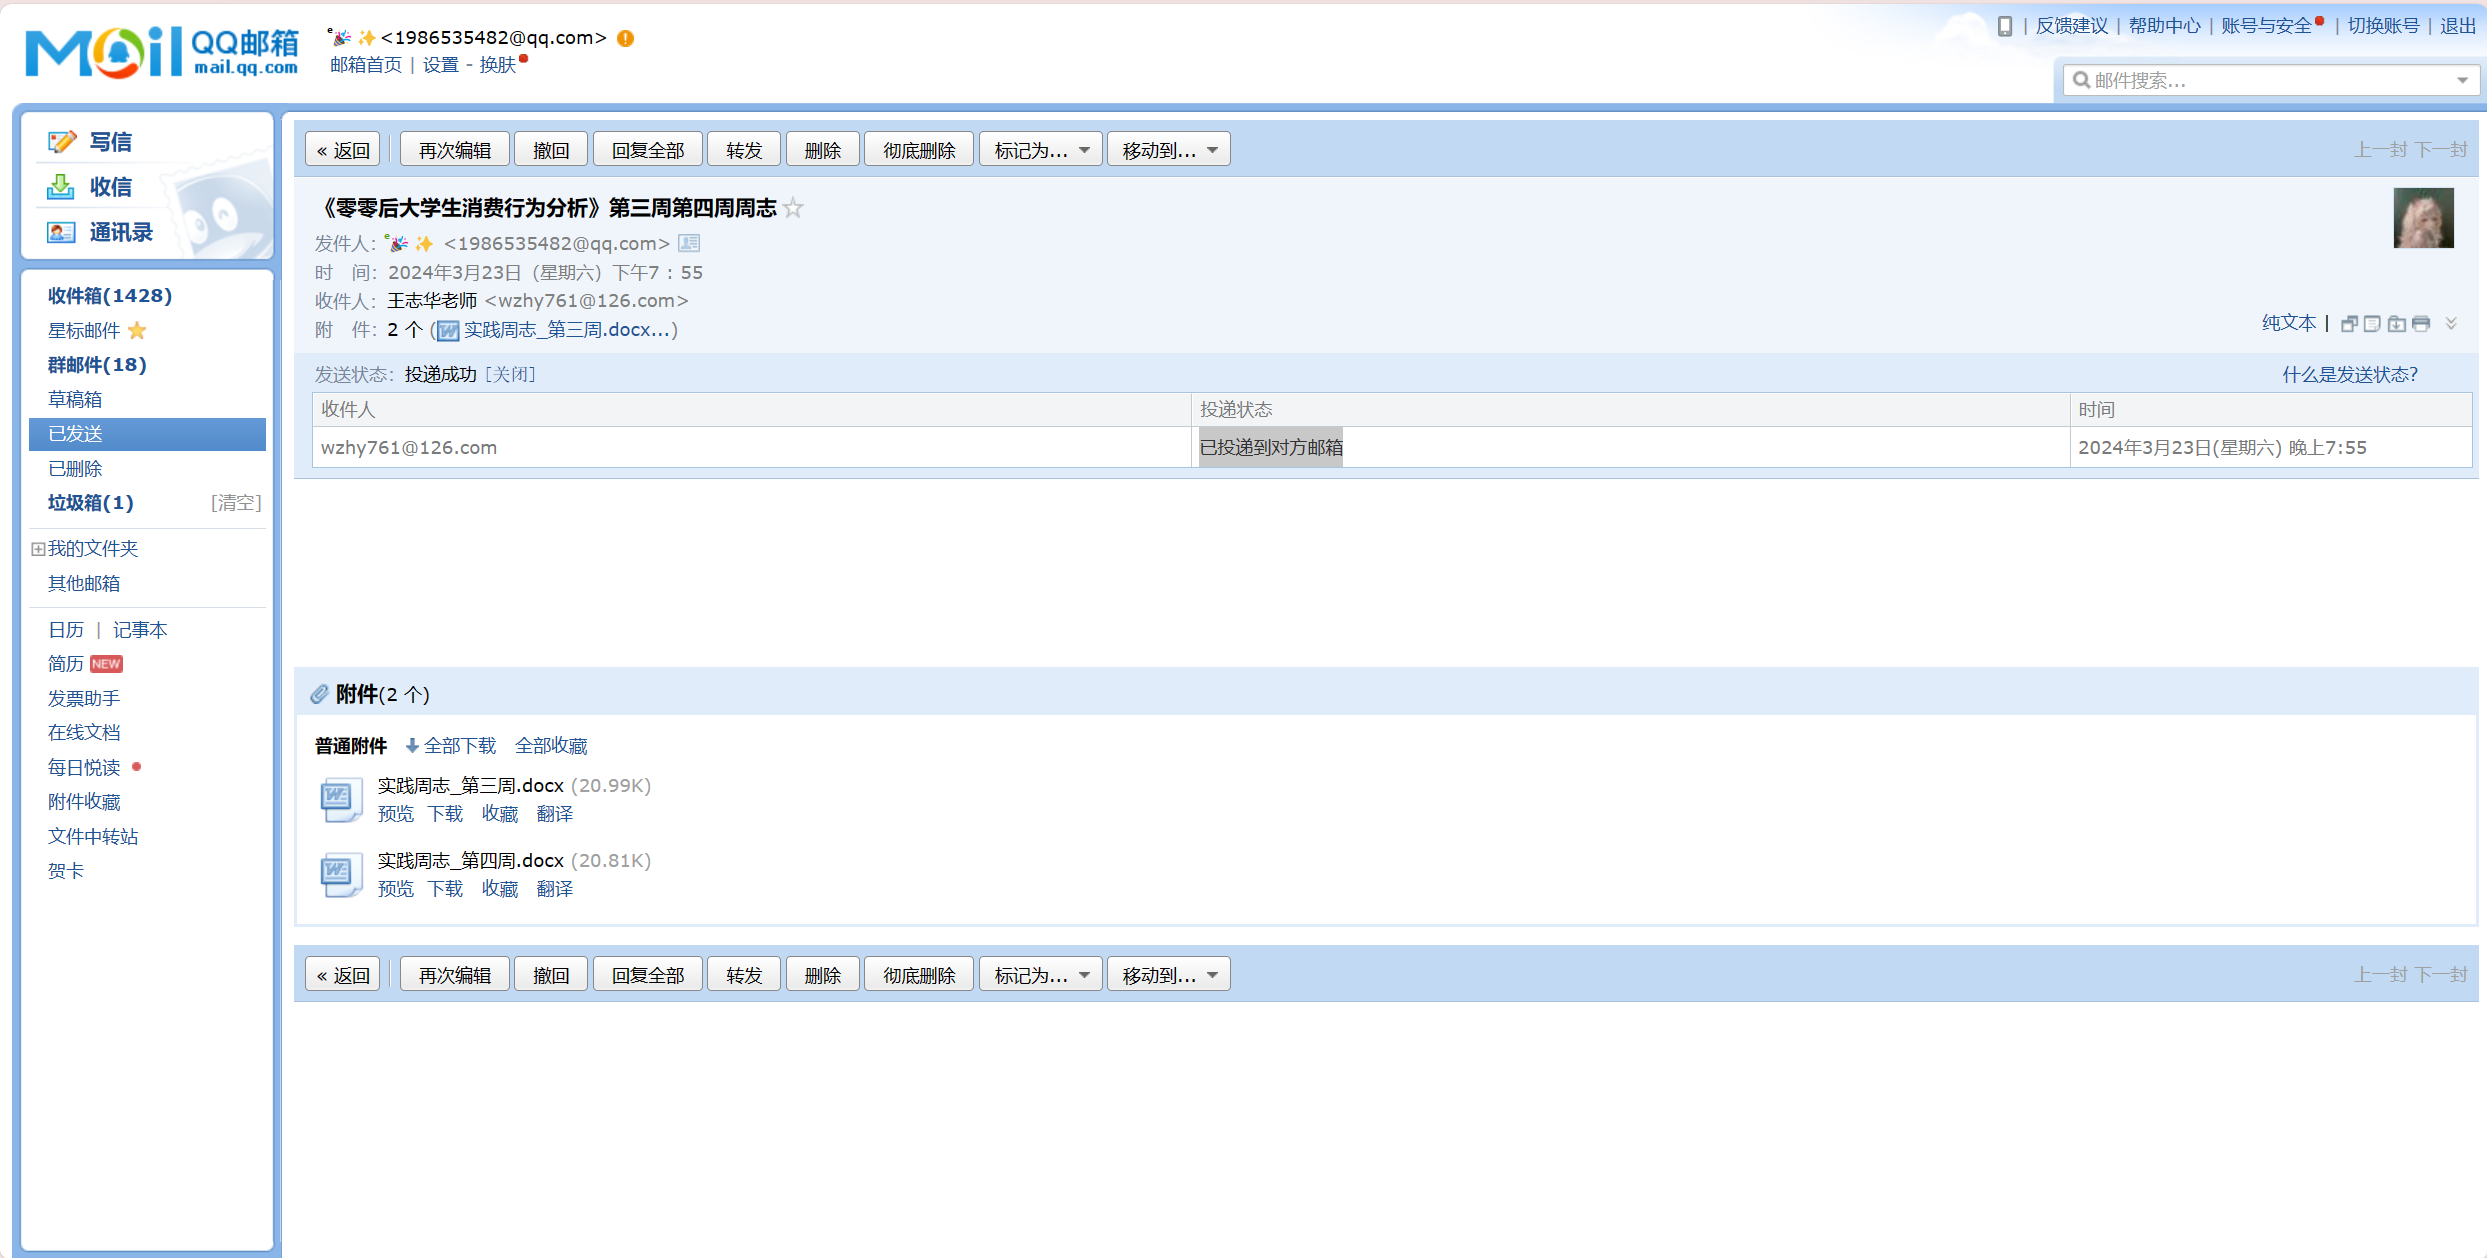 Mail QQ邮箱 mail.qq.com
<1986535482@qq.com>
邮箱首页 | 设置 - 换肤
| 反馈建议 | 帮助中心 | 账号与安全 | 切换账号 | 退出
邮件搜索...
写信
收信
通讯录
收件箱(1428)
星标邮件
群邮件(18)
草稿箱
已发送
已删除
垃圾箱(1) [清空]
我的文件夹
其他邮箱
日历 | 记事本
简历 NEW
发票助手
在线文档
每日悦读
附件收藏
文件中转站
贺卡
« 返回 再次编辑 撤回 回复全部 转发 删除 彻底删除 标记为... 移动到... 上一封 下一封
《零零后大学生消费行为分析》第三周第四周周志
发件人: <1986535482@qq.com>
时 间: 2024年3月23日 (星期六) 下午7 : 55
收件人: 王志华老师 <wzhy761@126.com>
附 件: 2 个 (实践周志_第三周.docx...)
纯文本 |
发送状态: 投递成功 [关闭] 什么是发送状态?
收件人 投递状态 时间
wzhy761@126.com 已投递到对方邮箱 2024年3月23日(星期六) 晚上7:55
附件(2 个)
普通附件 全部下载 全部收藏
实践周志_第三周.docx (20.99K)
预览 下载 收藏 翻译
实践周志_第四周.docx (20.81K)
预览 下载 收藏 翻译
« 返回 再次编辑 撤回 回复全部 转发 删除 彻底删除 标记为... 移动到... 上一封 下一封